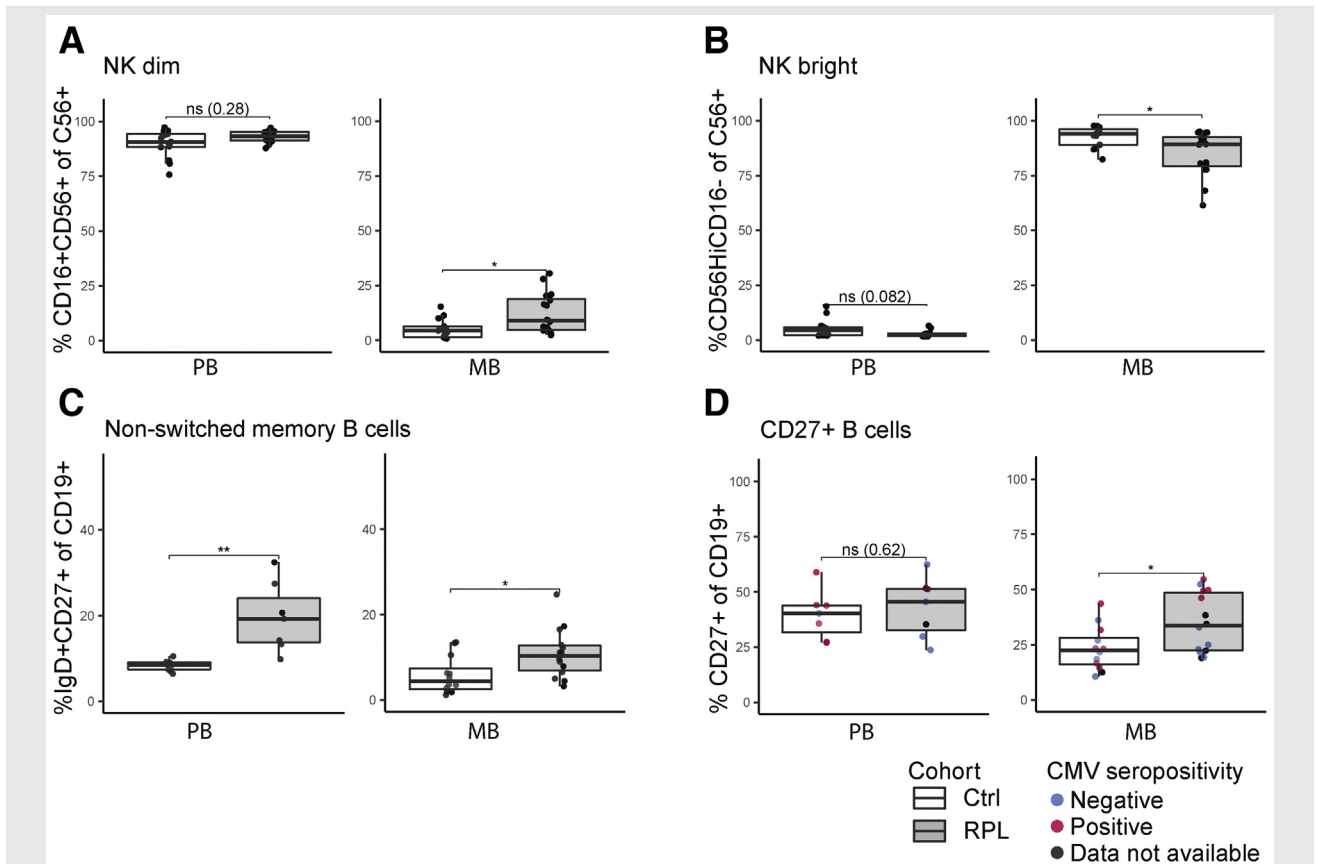 A
NK dim
% CD16+CD56+ of C56+
100
75
50
25
0
ns (0.28)
PB
100
75
50
25
0
*
MB
B
NK bright
%CD56HiCD16- of C56+
100
75
50
25
0
ns (0.082)
PB
100
75
50
25
0
*
MB
C
Non-switched memory B cells
%IgD+CD27+ of CD19+
40
20
0
**
PB
40
20
0
*
MB
D
CD27+ B cells
% CD27+ of CD19+
100
75
50
25
0
ns (0.62)
PB
100
75
50
25
0
*
MB
Cohort
Ctrl
RPL
CMV seropositivity
Negative
Positive
Data not available